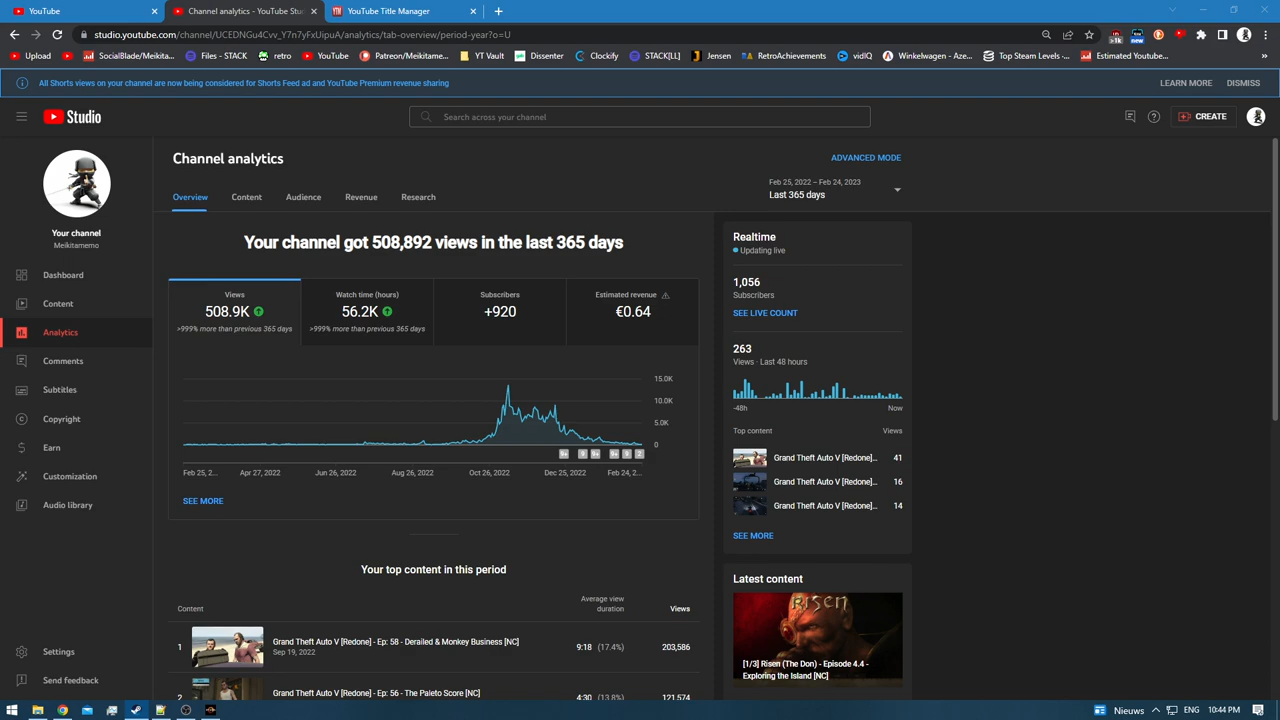 YouTube
Channel analytics - YouTube Stu
YouTube Title Manager
studio.youtube.com/channel/UCEDNGu4Cvv_Y7n7yFxUipuA/analytics/tab-overview/period-year?o=U
Upload
SocialBlade/Meikita...
Files - STACK
retro
YouTube
Patreon/Meikitame...
YT Vault
Dissenter
Clockify
STACK[LL]
Jensen
RetroAchievements
vidIQ
Winkelwagen - Aze...
Top Steam Levels -...
Estimated Youtube...
»
All Shorts views on your channel are now being considered for Shorts Feed ad and YouTube Premium revenue sharing
LEARN MORE
DISMISS
Studio
Search across your channel
CREATE
Your channel
Meikitamemo
Dashboard
Content
Analytics
Comments
Subtitles
Copyright
Earn
Customization
Audio library
Settings
Send feedback
Channel analytics
ADVANCED MODE
Overview
Content
Audience
Revenue
Research
Feb 25, 2022 – Feb 24, 2023
Last 365 days
Your channel got 508,892 views in the last 365 days
Views
508.9K
>999% more than previous 365 days
Watch time (hours)
56.2K
>999% more than previous 365 days
Subscribers
+920
Estimated revenue
€0.64
15.0K
10.0K
5.0K
0
9+
9
9+
9+
9
2
Feb 25, 2...
Apr 27, 2022
Jun 26, 2022
Aug 26, 2022
Oct 26, 2022
Dec 25, 2022
Feb 24,...
SEE MORE
Your top content in this period
Content
Average view
duration
Views
1
Grand Theft Auto V [Redone] - Ep: 58 - Derailed & Monkey Business [NC]
Sep 19, 2022
9:18 (17.4%)
203,586
2
Grand Theft Auto V [Redone] - Ep: 56 - The Paleto Score [NC]
4:30 (13.8%)
121,574
Realtime
Updating live
1,056
Subscribers
SEE LIVE COUNT
263
Views · Last 48 hours
-48h
Now
Top content
Views
Grand Theft Auto V [Redone]...
41
Grand Theft Auto V [Redone]...
16
Grand Theft Auto V [Redone]...
14
SEE MORE
Latest content
RISEN
[1/3] Risen (The Don) - Episode 4.4 -
Exploring the Island [NC]
Nieuws
ENG
10:44 PM